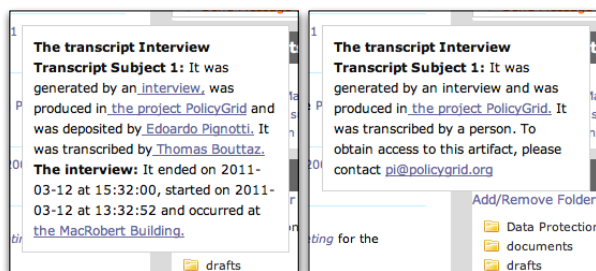 The transcript Interview
Transcript Subject 1: It was
generated by an interview, was
produced in the project PolicyGrid and
was deposited by Edoardo Pignotti. It
was transcribed by Thomas Bouttaz.
The interview: It ended on 2011-
03-12 at 15:32:00, started on 2011-
03-12 at 13:32:52 and occurred at
the MacRobert Building.
drafts
The transcript Interview
Transcript Subject 1: It was
generated by an interview and was
produced in the project PolicyGrid. It
was transcribed by a person. To
obtain access to this artifact, please
contact pi@policygrid.org
Add/Remove Folder
Data Protection
for the
documents
drafts